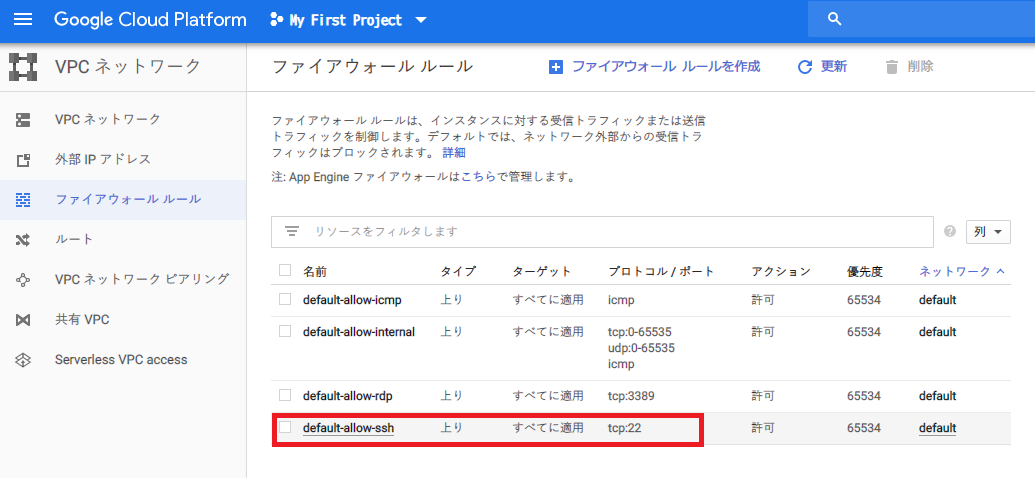 Google Cloud Platform
My First Project
VPC ネットワーク
ファイアウォール ルール
ファイアウォール ルールを作成
更新
削除
VPC ネットワーク
外部 IP アドレス
ファイアウォール ルール
ルート
VPC ネットワーク ピアリング
共有 VPC
Serverless VPC access
ファイアウォール ルールは、インスタンスに対する受信トラフィックまたは送信
トラフィックを制御します。デフォルトでは、ネットワーク外部からの受信トラ
フィックはブロックされます。 詳細
注: App Engine ファイアウォールはこちらで管理します。
リソースをフィルタします
列
名前 タイプ ターゲット プロトコル / ポート アクション 優先度 ネットワーク
default-allow-icmp 上り すべてに適用 icmp 許可 65534 default
default-allow-internal 上り すべてに適用 tcp:0-65535 許可 65534 default
udp:0-65535
icmp
default-allow-rdp 上り すべてに適用 tcp:3389 許可 65534 default
default-allow-ssh 上り すべてに適用 tcp:22 許可 65534 default